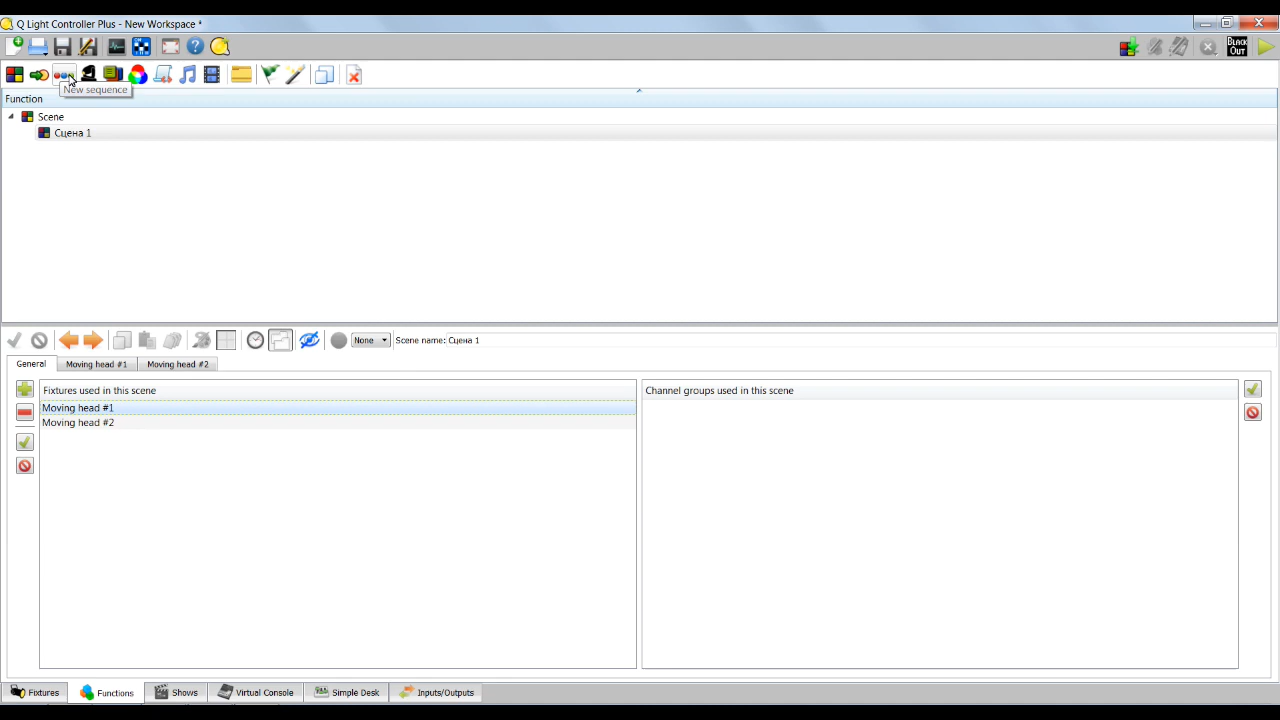 Q Light Controller Plus - New Workspace *
BLACK
OUT
New sequence
Function
Scene
Сцена 1
None
Scene name: Сцена 1
General
Moving head #1
Moving head #2
Fixtures used in this scene
Channel groups used in this scene
Moving head #1
Moving head #2
Fixtures
Functions
Shows
Virtual Console
Simple Desk
Inputs/Outputs